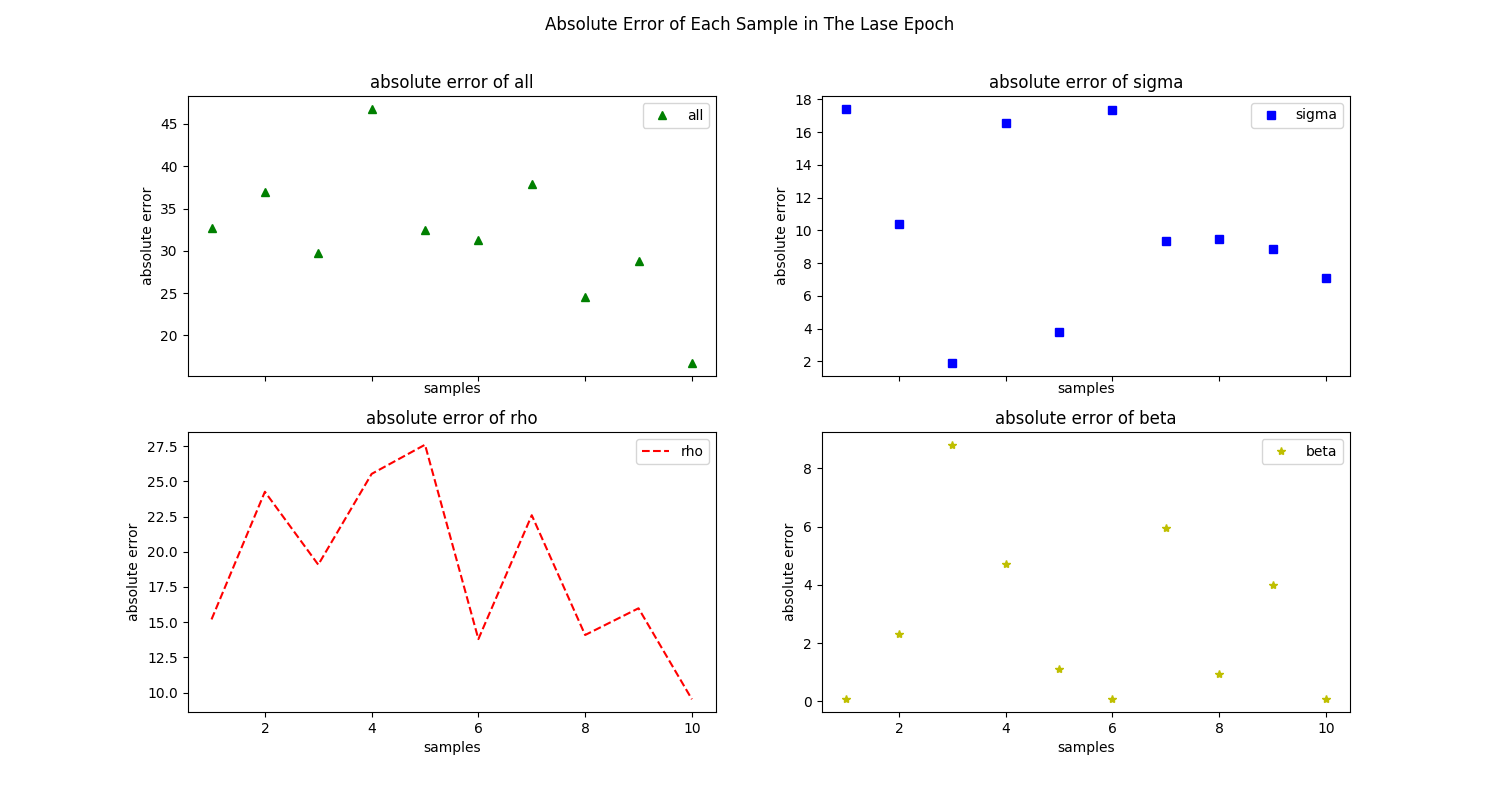 Absolute Error of Each Sample in The Lase Epoch
absolute error of all
absolute error
45
40
35
30
25
20
all
samples
absolute error of sigma
absolute error
18
16
14
12
10
8
6
4
2
sigma
samples
absolute error of rho
absolute error
27.5
25.0
22.5
20.0
17.5
15.0
12.5
10.0
rho
2 4 6 8 10
samples
absolute error of beta
absolute error
8
6
4
2
0
beta
2 4 6 8 10
samples